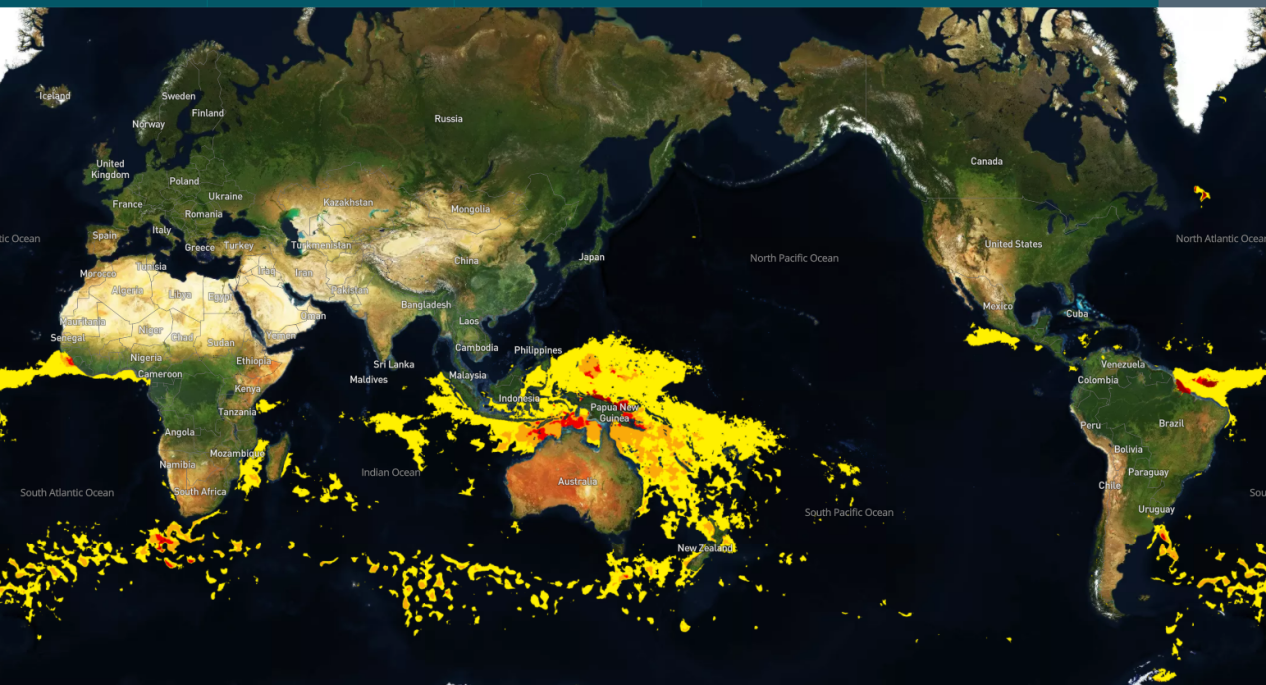 Iceland
Sweden
Finland
Norway
Russia
United
Kingdom
Canada
Poland
Ukraine
France
Kazakhstan
Mongolia
Romania
Italy
Spain
tic Ocean
Greece
Turkey
Turkmenistan
United States
North Atlantic Ocean
Japan
North Pacific Ocean
China
Tunisia
Morocco
Iraq
Iran
Algeria
Libya
Egypt
Pakistan
Bangladesh
Mexico
Cuba
Oman
Mauritania
Laos
Niger
Chad
Sudan
Yemen
Senegal
Cambodia
Philippines
Nigeria
Ethiopia
Sri Lanka
Venezuela
Cameroon
Maldives
Malaysia
Colombia
Kenya
Indonesia
Tanzania
Papua New
Guinea
Peru
Brazil
Angola
Mozambique
Bolivia
Namibia
Indian Ocean
Paraguay
Australia
Chile
South Atlantic Ocean
South Africa
Sou
South Pacific Ocean
Uruguay
New Zealand